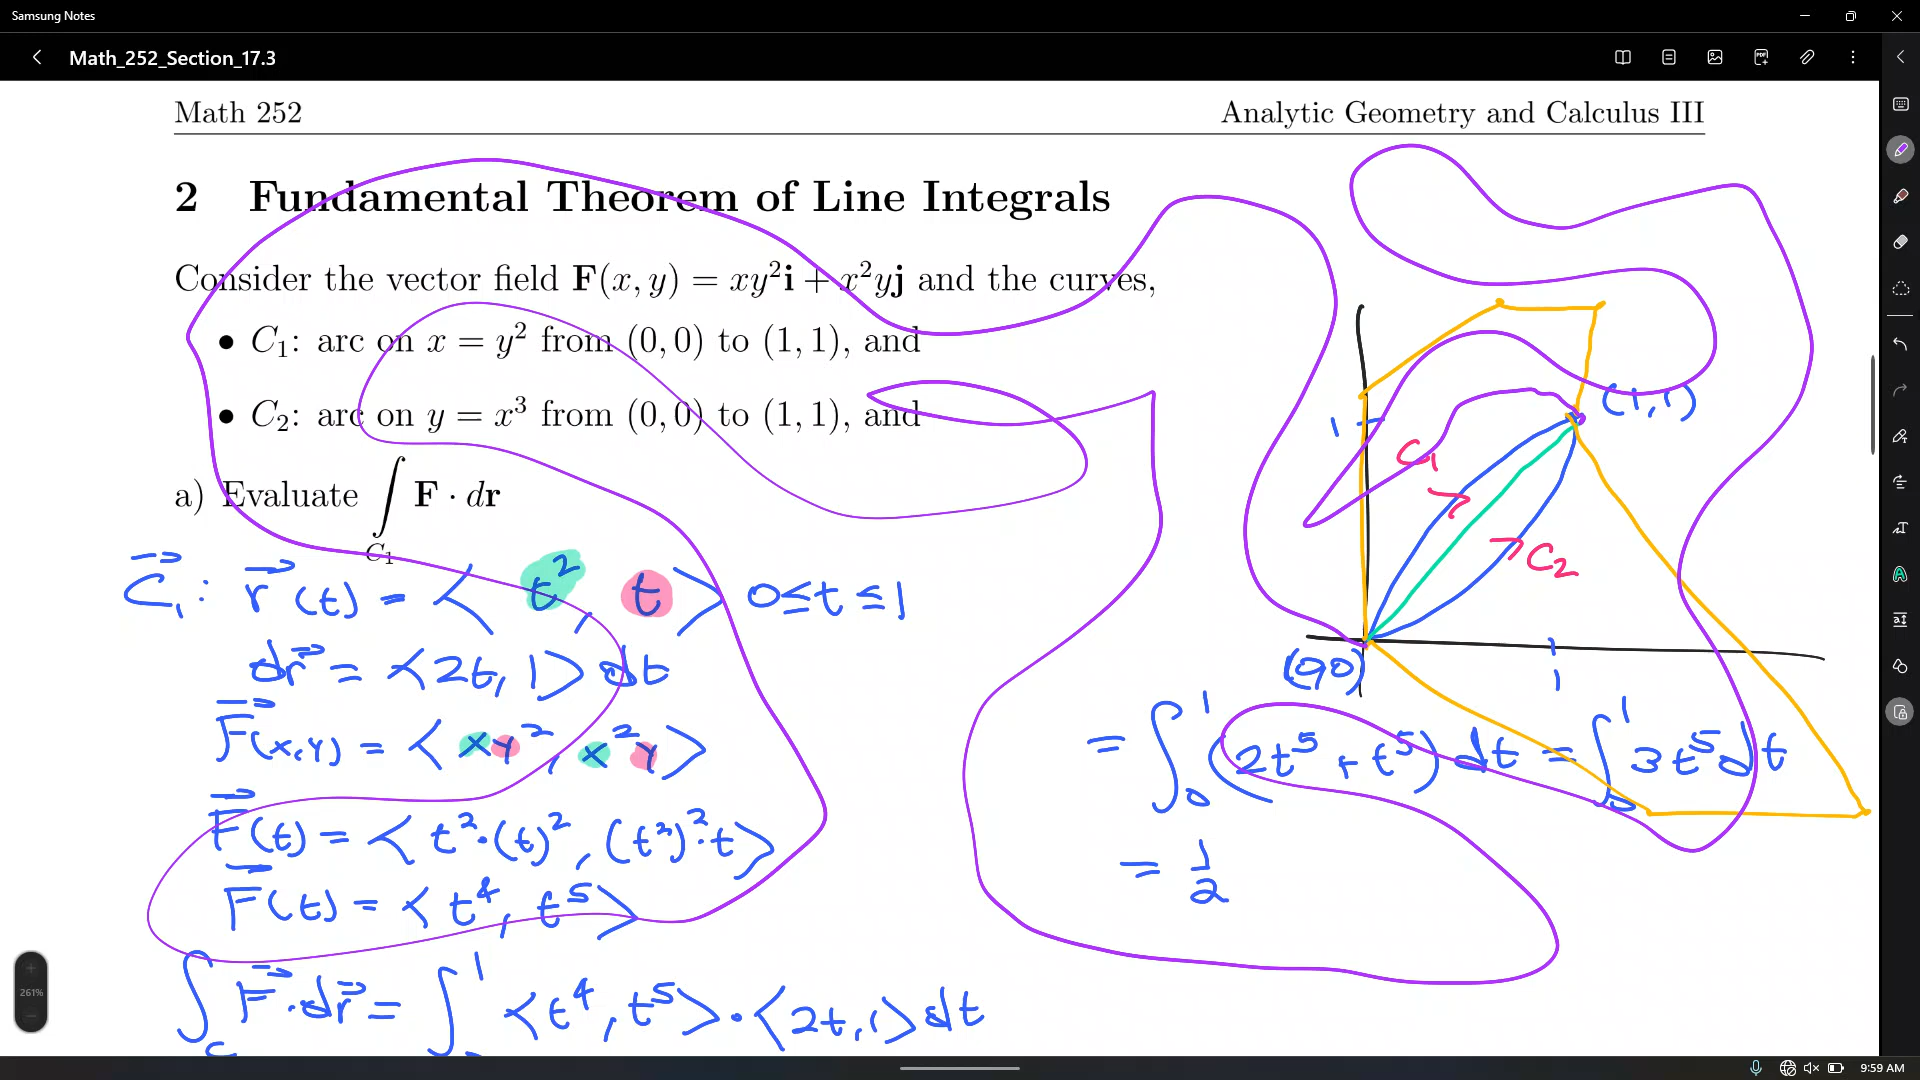 Samsung Notes
Math_252_Section_17.3
Math 252 Analytic Geometry and Calculus III
2 Fundamental Theorem of Line Integrals
Consider the vector field F(x, y) = xy²i + x²yj and the curves,
• C₁: arc on x = y² from (0, 0) to (1, 1), and
• C₂: arc on y = x³ from (0, 0) to (1, 1), and
a) Evaluate ∫_C₁ F · dr
C₁: r(t) = <t², t> 0≤t≤1
dr = <2t, 1> dt
F(x,y) = <xy², x²y>
F(t) = <t²·(t)², (t²)²·t>
F(t) = <t⁴, t⁵>
∫_C F·dr = ∫ ¹ <t⁴, t⁵>·<2t, 1> dt
1
(1,1)
C₁
C₂
(0,0)
1
= ∫₀¹ (2t⁵ + t⁵) dt = ∫₀¹ 3t⁵ dt
= 1/2
261%
9:59 AM